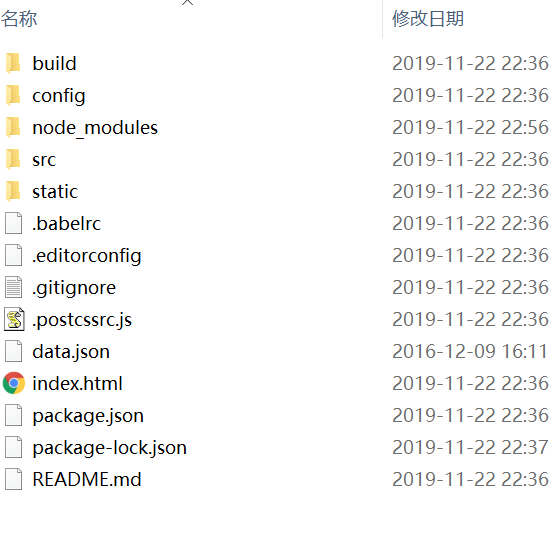 名称 修改日期
build 2019-11-22 22:36
config 2019-11-22 22:36
node_modules 2019-11-22 22:56
src 2019-11-22 22:36
static 2019-11-22 22:36
.babelrc 2019-11-22 22:36
.editorconfig 2019-11-22 22:36
.gitignore 2019-11-22 22:36
.postcssrc.js 2019-11-22 22:36
data.json 2016-12-09 16:11
index.html 2019-11-22 22:36
package.json 2019-11-22 22:36
package-lock.json 2019-11-22 22:37
README.md 2019-11-22 22:36